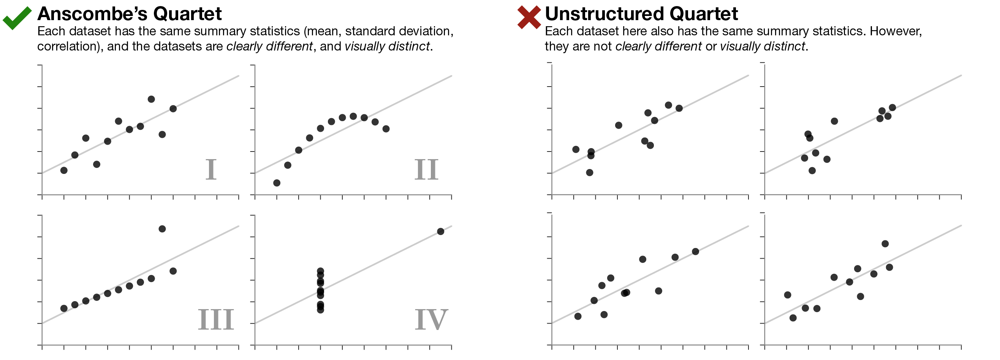 Anscombe’s Quartet
Each dataset has the same summary statistics (mean, standard deviation,
correlation), and the datasets are clearly different, and visually distinct.
I
II
III
IV
Unstructured Quartet
Each dataset here also has the same summary statistics. However,
they are not clearly different or visually distinct.